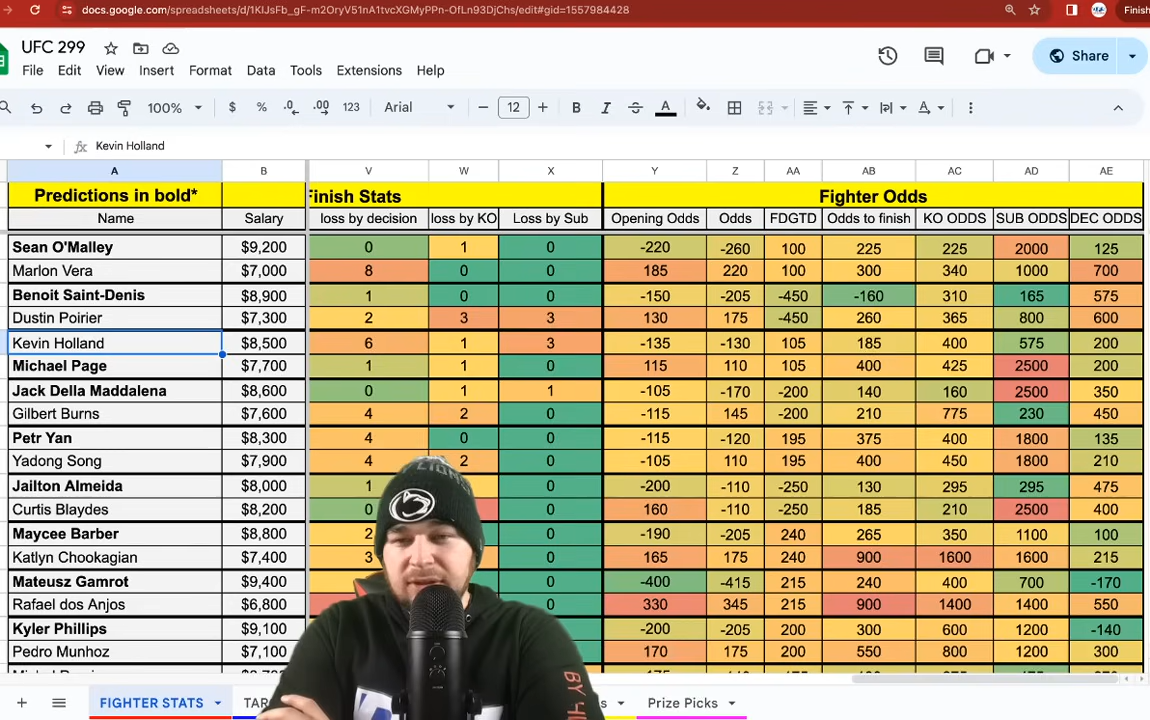 docs.google.com/spreadsheets/d/1KIJsFb_gF-m2OryV51nA1tvcXGMyPPn-OfLn93DjChs/edit#gid=1557984428 Finish
UFC 299
File Edit View Insert Format Data Tools Extensions Help Share
100% $ % .0 .00 123 Arial 12 B I A
fx Kevin Holland
A B V W X Y Z AA AB AC AD AE
Predictions in bold* Finish Stats Fighter Odds
Name Salary loss by decision loss by KO Loss by Sub Opening Odds Odds FDGTD Odds to finish KO ODDS SUB ODDS DEC ODDS
Sean O'Malley $9,200 0 1 0 -220 -260 100 225 225 2000 125
Marlon Vera $7,000 8 0 0 185 220 100 300 340 1000 700
Benoit Saint-Denis $8,900 1 0 0 -150 -205 -450 -160 310 165 575
Dustin Poirier $7,300 2 3 3 130 175 -450 260 365 800 600
Kevin Holland $8,500 6 1 3 -135 -130 105 185 400 575 200
Michael Page $7,700 1 1 0 115 110 105 400 425 2500 200
Jack Della Maddalena $8,600 0 1 1 -105 -170 -200 140 160 2500 350
Gilbert Burns $7,600 4 2 0 -115 145 -200 210 775 230 450
Petr Yan $8,300 4 0 0 -115 -120 195 375 400 1800 135
Yadong Song $7,900 4 2 0 -105 110 195 400 450 1800 210
Jailton Almeida $8,000 1 0 -200 -110 -250 130 295 295 475
Curtis Blaydes $8,200 0 0 160 -110 -250 185 210 2500 400
Maycee Barber $8,800 2 0 -190 -205 240 265 350 1100 100
Katlyn Chookagian $7,400 3 0 165 175 240 900 1600 1600 215
Mateusz Gamrot $9,400 0 -400 -415 215 240 400 700 -170
Rafael dos Anjos $6,800 0 330 345 215 900 1400 1400 550
Kyler Phillips $9,100 0 -200 -205 200 300 600 1200 -140
Pedro Munhoz $7,100 0 170 175 200 550 800 1200 300
FIGHTER STATS TAR Prize Picks